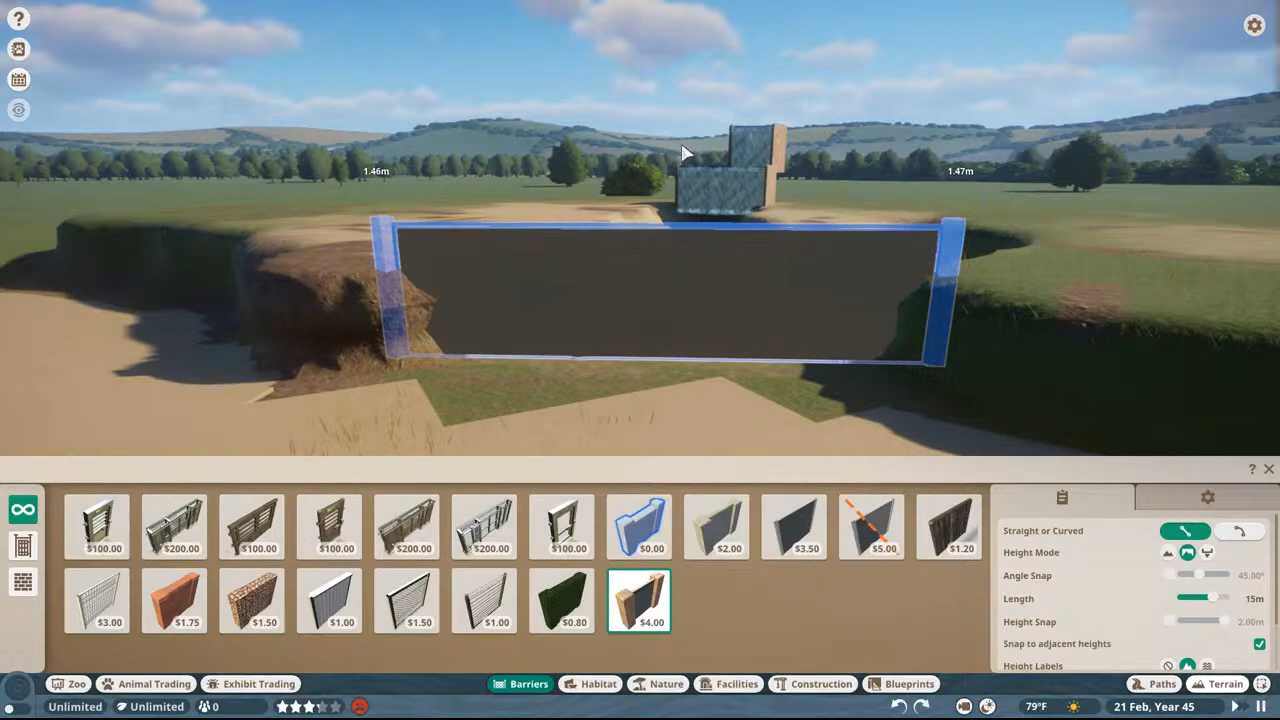 ?
1.46m
1.47m
? ×
$100.00 $200.00 $100.00 $100.00 $200.00 $200.00 $100.00 $0.00 $2.00 $3.50 $5.00 $1.20
$3.00 $1.75 $1.50 $1.00 $1.50 $1.00 $0.80 $4.00
Straight or Curved
Height Mode
Angle Snap 45.00°
Length 15m
Height Snap 2.00m
Snap to adjacent heights
Height Labels
Zoo Animal Trading Exhibit Trading Barriers Habitat Nature Facilities Construction Blueprints Paths Terrain
Unlimited Unlimited 0 79°F 21 Feb, Year 45